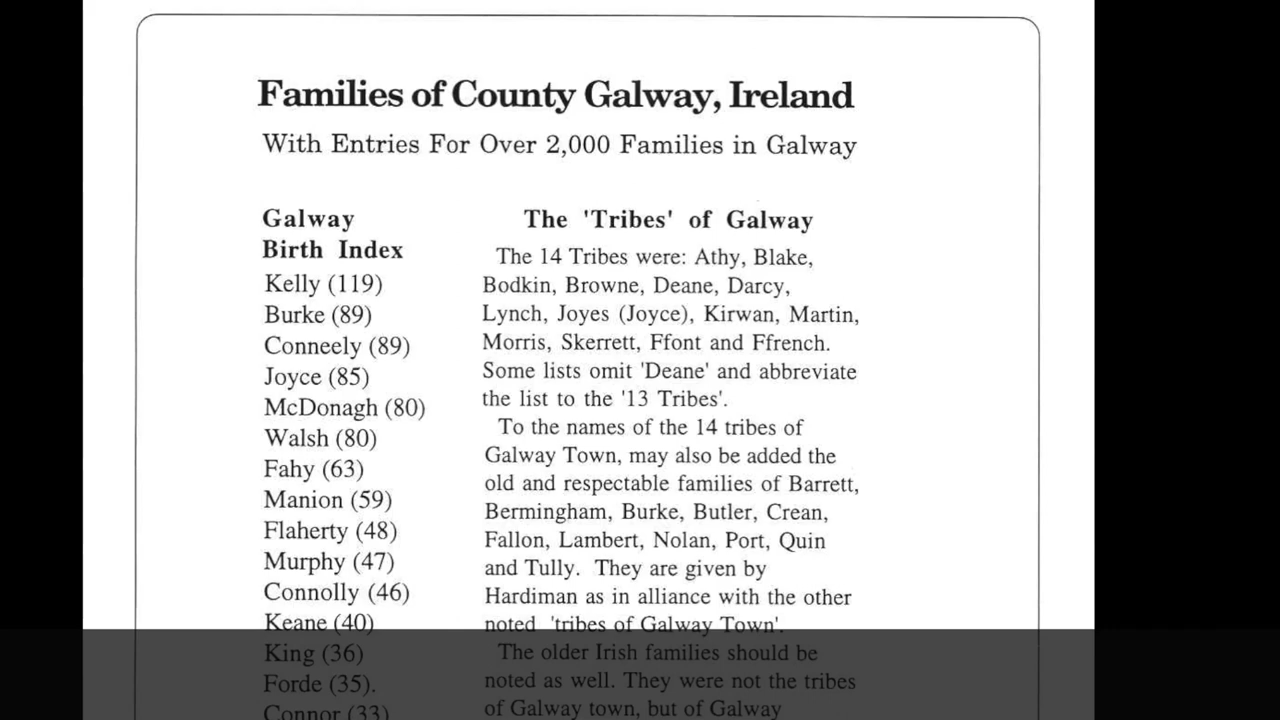 Families of County Galway, Ireland
With Entries For Over 2,000 Families in Galway
Galway
Birth Index
Kelly (119)
Burke (89)
Conneely (89)
Joyce (85)
McDonagh (80)
Walsh (80)
Fahy (63)
Manion (59)
Flaherty (48)
Murphy (47)
Connolly (46)
Keane (40)
King (36)
Forde (35).
Connor (33)
The 'Tribes' of Galway
The 14 Tribes were: Athy, Blake,
Bodkin, Browne, Deane, Darcy,
Lynch, Joyes (Joyce), Kirwan, Martin,
Morris, Skerrett, Ffont and Ffrench.
Some lists omit 'Deane' and abbreviate
the list to the '13 Tribes'.
To the names of the 14 tribes of
Galway Town, may also be added the
old and respectable families of Barrett,
Bermingham, Burke, Butler, Crean,
Fallon, Lambert, Nolan, Port, Quin
and Tully. They are given by
Hardiman as in alliance with the other
noted 'tribes of Galway Town'.
The older Irish families should be
noted as well. They were not the tribes
of Galway town, but of Galway